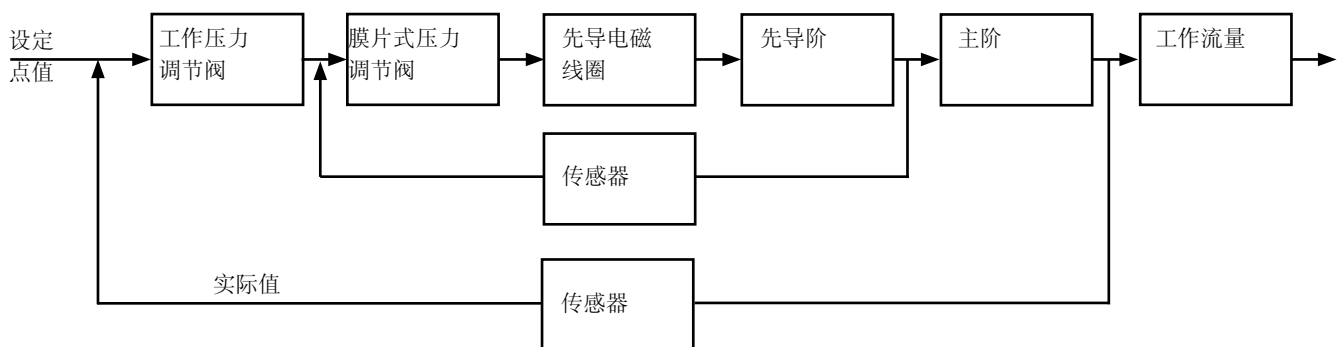 设定
点值
工作压力
调节阀
膜片式压力
调节阀
先导电磁
线圈
先导阶
主阶
工作流量
传感器
实际值
传感器